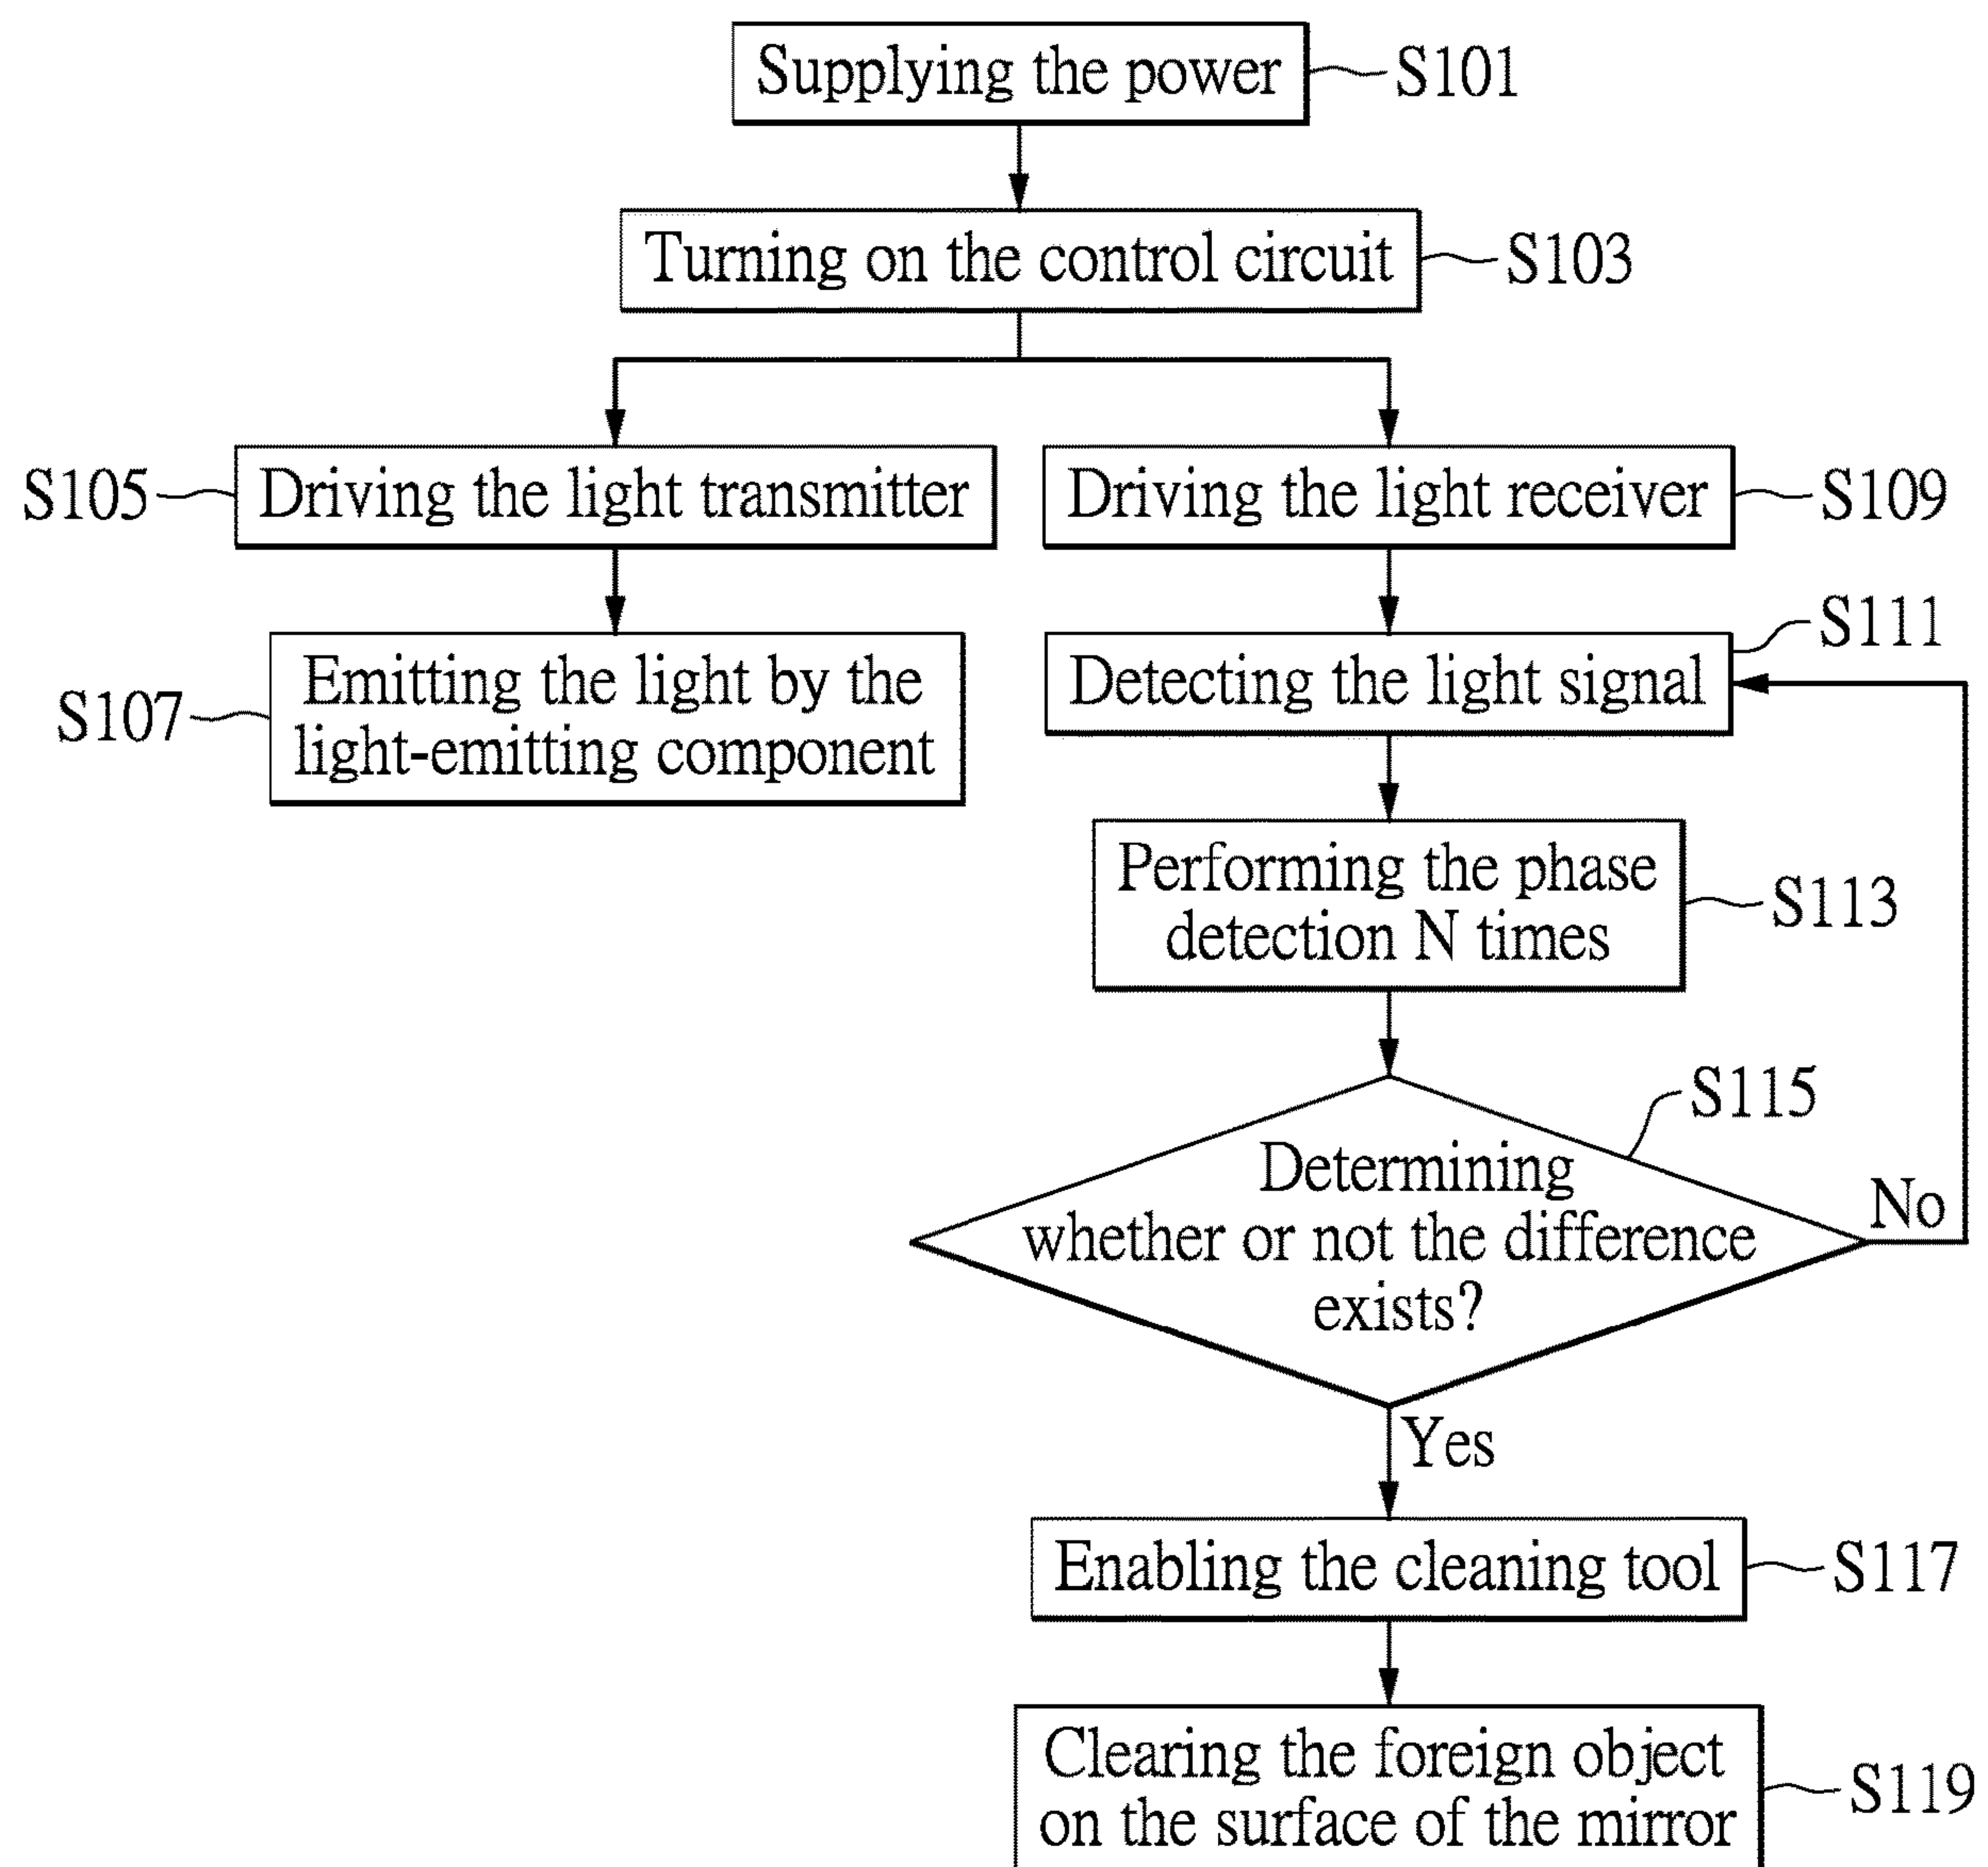 Supplying the power
S101
Turning on the control circuit
S103
S105
Driving the light transmitter
Driving the light receiver
S109
S107
Emitting the light by the
light-emitting component
Detecting the light signal
S111
Performing the phase
detection N times
S113
S115
Determining
whether or not the difference
exists?
No
Yes
Enabling the cleaning tool
S117
Clearing the foreign object
on the surface of the mirror
S119